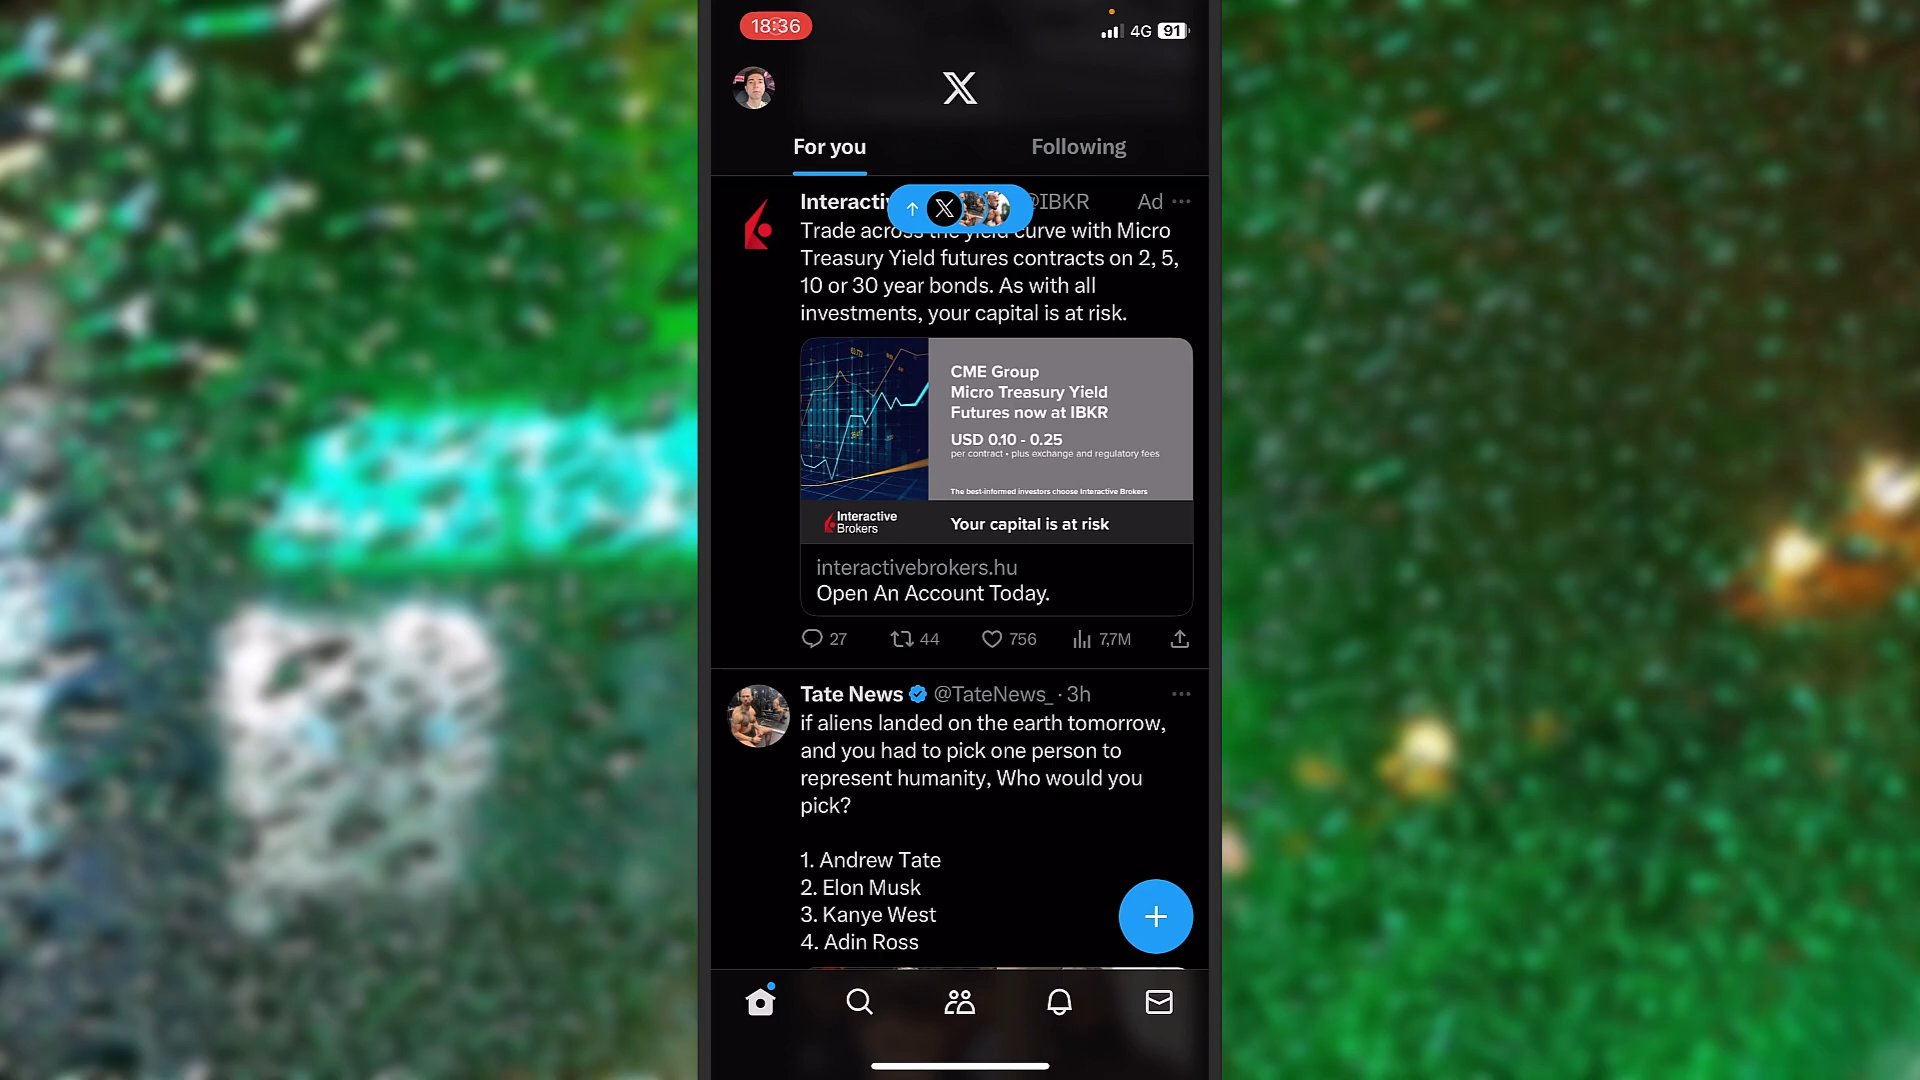 18:36
4G 91
X
For you
Following
@IBKR Ad
Trade across the yield curve with Micro
Treasury Yield futures contracts on 2, 5,
10 or 30 year bonds. As with all
investments, your capital is at risk.
CME Group
Micro Treasury Yield
Futures now at IBKR
USD 0.10 - 0.25
per contract • plus exchange and regulatory fees
The best-informed investors choose Interactive Brokers
Interactive
Brokers
Your capital is at risk
interactivebrokers.hu
Open An Account Today.
27 44 756 7,7M
Tate News @TateNews_ · 3h
if aliens landed on the earth tomorrow,
and you had to pick one person to
represent humanity, Who would you
pick?
1. Andrew Tate
2. Elon Musk
3. Kanye West
4. Adin Ross